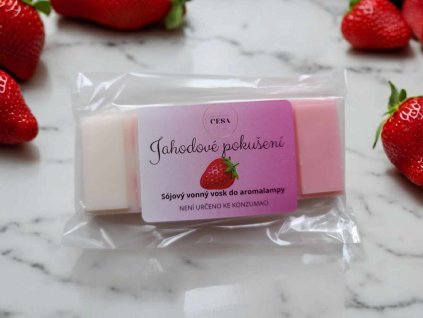 CESA
Jahodové pokušení
Sójový vonný vosk do aromalampy
NENÍ URČENO KE KONZUMACI